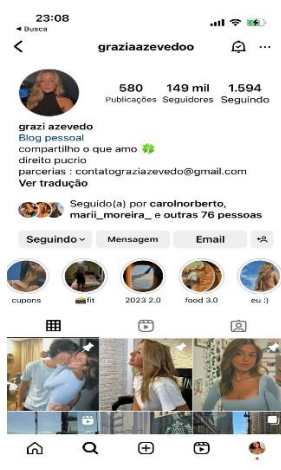 23:08
Busca
graziaazevedoo
580 149 mil 1.594
Publicações Seguidores Seguindo
grazi azevedo
Blog pessoal
compartilho o que amo
direito pucrio
parcerias : contatograziazevedo@gmail.com
Ver tradução
Seguido(a) por carolnorberto,
marii_moreira_ e outras 76 pessoas
Seguindo Mensagem Email
cupons fit 2023 2.0 food 3.0 eu :)